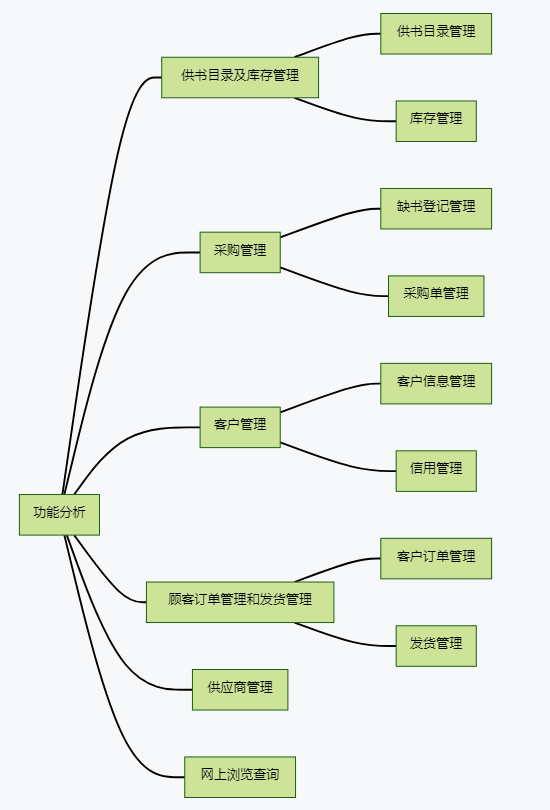 供书目录管理
供书目录及库存管理
库存管理
缺书登记管理
采购管理
采购单管理
客户信息管理
客户管理
信用管理
功能分析
客户订单管理
顾客订单管理和发货管理
发货管理
供应商管理
网上浏览查询